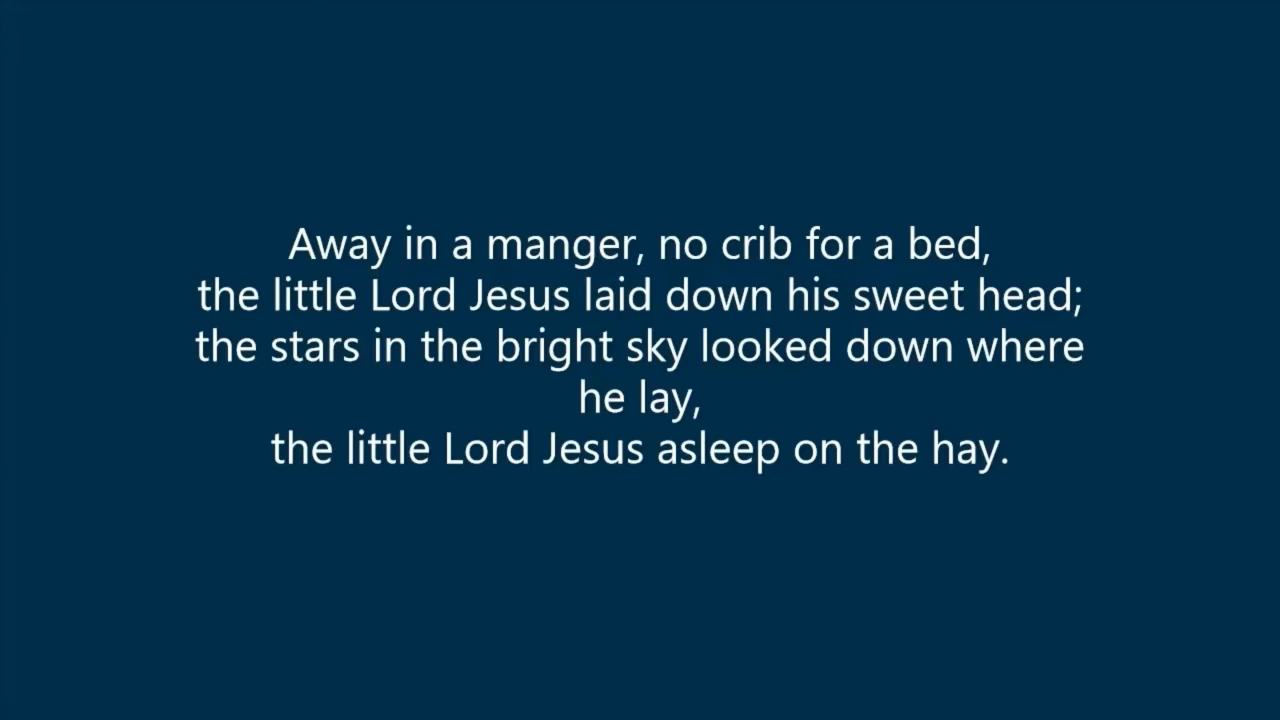 Away in a manger, no crib for a bed,
the little Lord Jesus laid down his sweet head;
the stars in the bright sky looked down where
he lay,
the little Lord Jesus asleep on the hay.